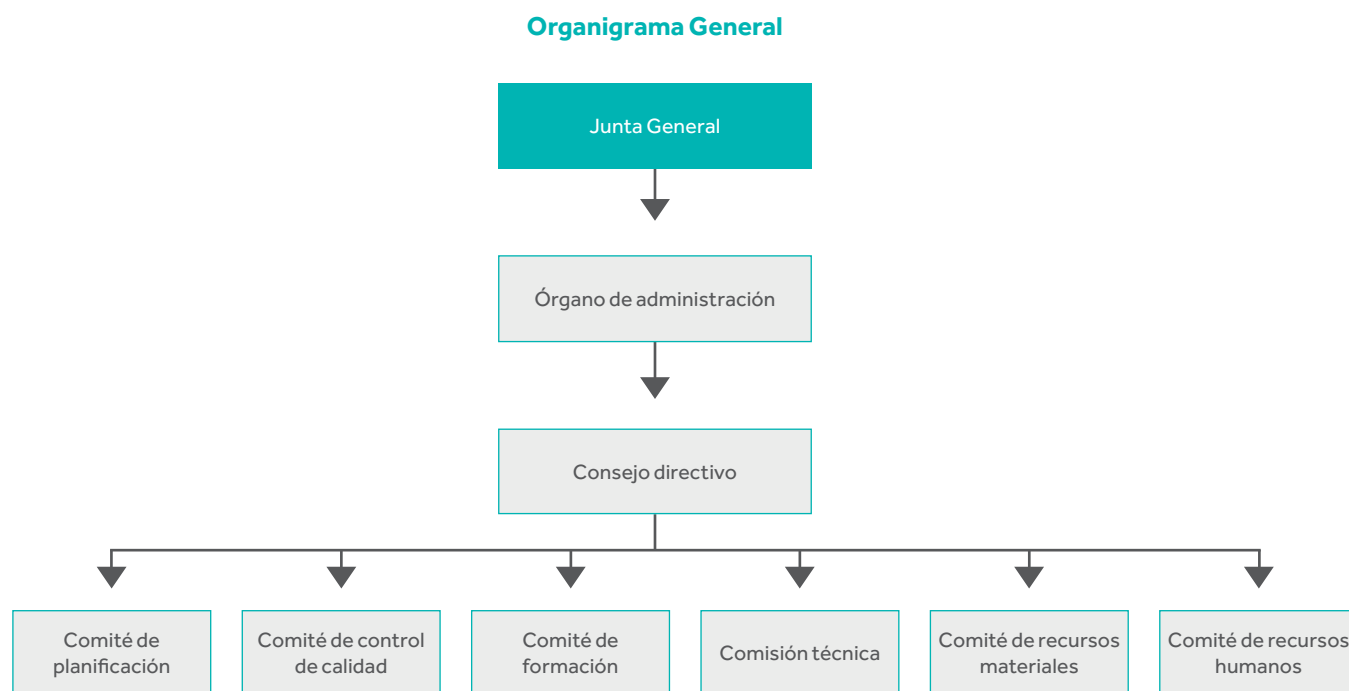 Organigrama General
Junta General
Órgano de administración
Consejo directivo
Comité de
planificación
Comité de control
de calidad
Comité de
formación
Comisión técnica
Comité de recursos
materiales
Comité de recursos
humanos